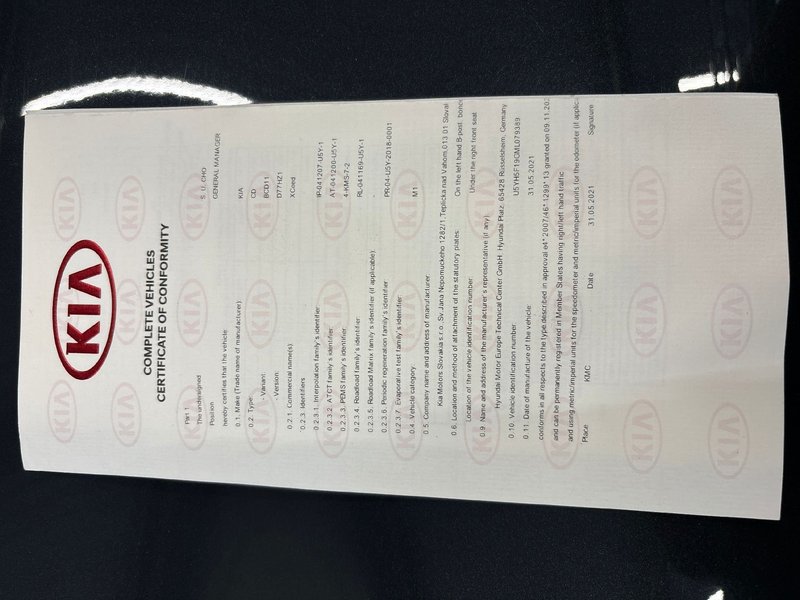 KIA
COMPLETE VEHICLES
CERTIFICATE OF CONFORMITY
Part 1
The undersigned S. U. CHO
Position GENERAL MANAGER
hereby certifies that the vehicle
0.1. Make (Trade name of manufacturer): KIA
0.2. Type: CD
- Variant: BCD11
- Version: D77HZ1
0.2.1. Commercial name(s) XCeed
0.2.3. Identifiers
0.2.3.1. Interpolation family's identifier IP-041207-U5Y-1
0.2.3.2. ATCT family's identifier AT-041200-U5Y-1
0.2.3.3. PEMS family's identifier 4-KMS-7-2
0.2.3.4. Roadload family's identifier RL-041169-U5Y-1
0.2.3.5. Roadload Matrix family's identifier (if applicable)
0.2.3.6. Periodic regeneration family's identifier PR-04-U5Y-2018-0001
0.2.3.7. Evaporative test family's identifier
0.4. Vehicle category: M1
0.5. Company name and address of manufacturer:
Kia Motors Slovakia s.r.o. Sv. Jana Nepomuckeho 1282/1, Teplicka nad Vahom, 013 01 Sloval
0.6. Location and method of attachment of the statutory plates: On the left hand B-post, bonde
Location of the vehicle identification number: Under the right front seat
0.9. Name and address of the manufacturer's representative (if any)
Hyundai Motor Europe Technical Center GmbH. Hyundai Platz, 65428 Russelsheim, Germany
0.10. Vehicle identification number: U5YH5F19GML079389
0.11. Date of manufacture of the vehicle: 31.05.2021
conforms in all respects to the type described in approval e4*2007/46*1299*13 granted on 09.11.202
and can be permanently registered in Member States having right/left hand traffic
and using metric/imperial units for the speedometer and metric/imperial units for the odometer (if applic
Place KMC Date 31.05.2021 Signature